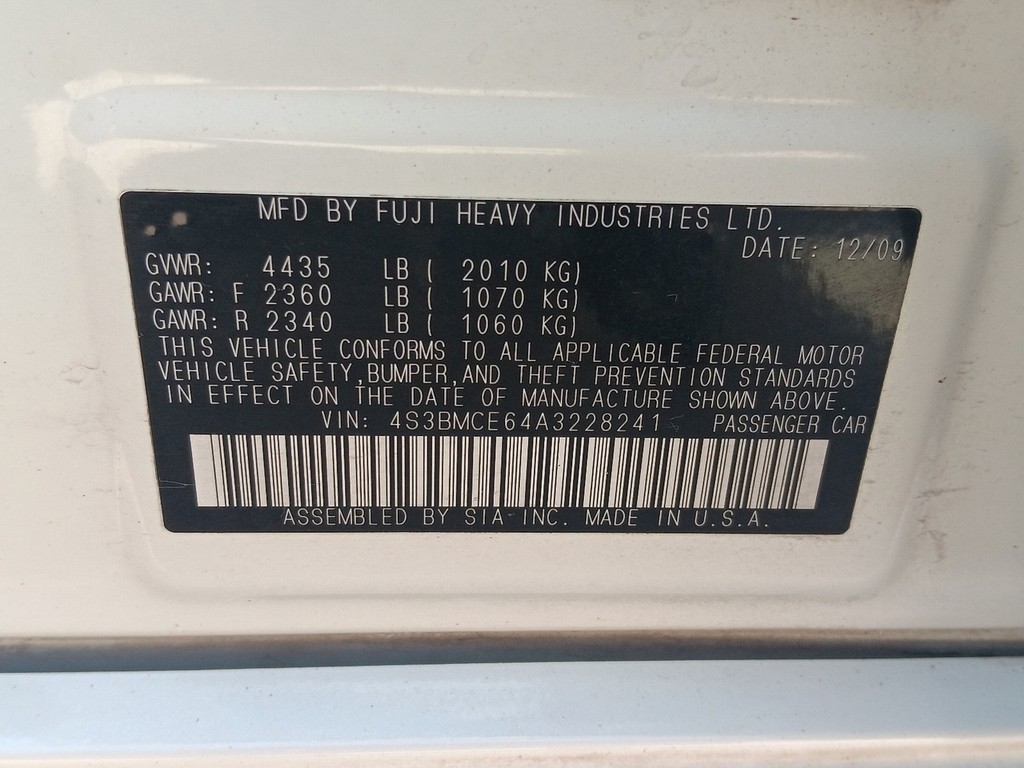 MFD BY FUJI HEAVY INDUSTRIES LTD.
DATE: 12/09
GVWR: 4435 LB ( 2010 KG)
GAWR: F 2360 LB ( 1070 KG)
GAWR: R 2340 LB ( 1060 KG)
THIS VEHICLE CONFORMS TO ALL APPLICABLE FEDERAL MOTOR
VEHICLE SAFETY,BUMPER,AND THEFT PREVENTION STANDARDS
IN EFFECT ON THE DATE OF MANUFACTURE SHOWN ABOVE.
VIN: 4S3BMCE64A3228241 PASSENGER CAR
ASSEMBLED BY SIA INC. MADE IN U.S.A.